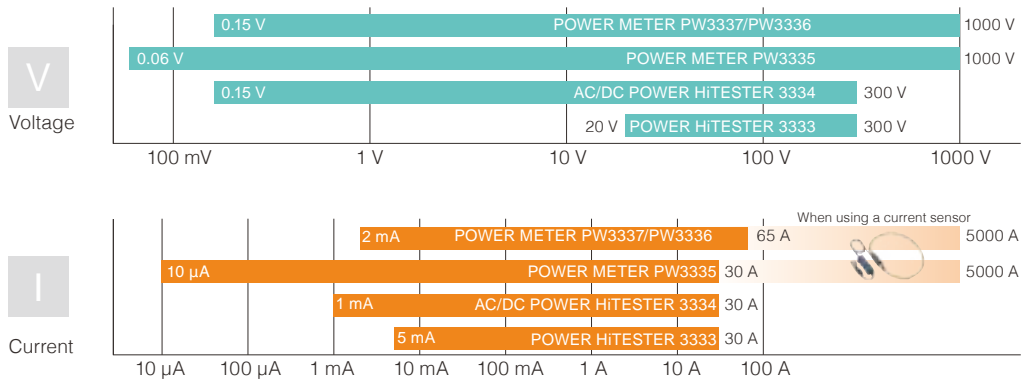 0.15 V POWER METER PW3337/PW3336 1000 V
0.06 V POWER METER PW3335 1000 V
V
0.15 V AC/DC POWER HiTESTER 3334 300 V
Voltage
20 V POWER HiTESTER 3333 300 V
100 mV 1 V 10 V 100 V 1000 V
When using a current sensor
2 mA POWER METER PW3337/PW3336 65 A 5000 A
10 µA POWER METER PW3335 30 A 5000 A
I
1 mA AC/DC POWER HiTESTER 3334 30 A
5 mA POWER HiTESTER 3333 30 A
Current
10 µA 100 µA 1 mA 10 mA 100 mA 1 A 10 A 100 A